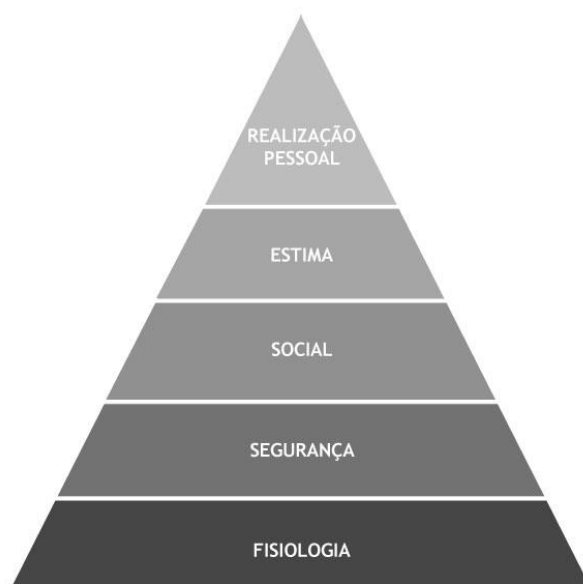 REALIZAÇÃO
PESSOAL
ESTIMA
SOCIAL
SEGURANÇA
FISIOLOGIA